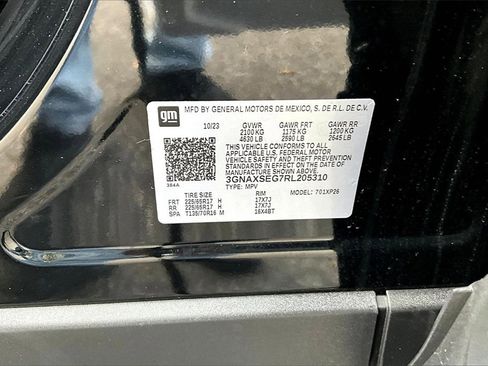 gm
MFD BY GENERAL MOTORS DE MEXICO, S. DE R.L. DE C.V.
10/23 GVWR GAWR FRT GAWR RR
2100 KG 1175 KG 1200 KG
4630 LB 2590 LB 2645 LB
THIS VEHICLE CONFORMS TO ALL
APPLICABLE U.S. FEDERAL MOTOR
VEHICLE SAFETY AND THEFT PREVENTION
STANDARDS IN EFFECT ON THE DATE OF
MANUFACTURE SHOWN ABOVE.
3GNAXSEG7RL205310
384A TYPE: MPV MODEL: 701XP26
TIRE SIZE RIM
FRT 225/65R17 H 17X7J
RR 225/65R17 H 17X7J
SPA T135/70R16 M 16X4BT